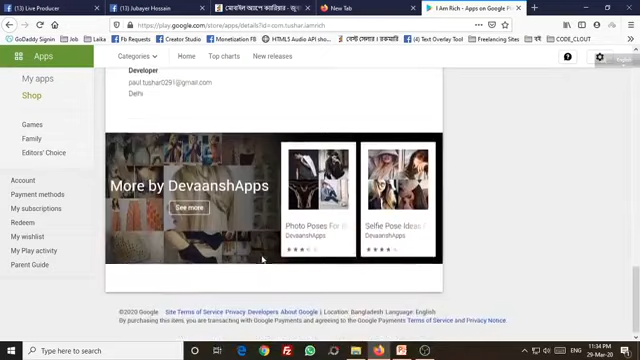 (13) Live Producer
(13) Jubayer Hossain
মোবাইল অ্যাপে ক্যারিয়ার - জু
New Tab
I Am Rich - Apps on Google P
https://play.google.com/store/apps/details?id=com.tushar.iamrich
GoDaddy Signin
Outlook
Laika
Fb Group
Creator Studio
Monetization FB
HTML5 Audio API
বেস্ট সেলার । রকমারি
(4) Text Overlay Tool
Libraries
বই
CODE_CLOUT
Apps
Categories
Home
Top charts
New releases
My apps
Shop
Games
Family
Editors' Choice
Account
Payment methods
My subscriptions
Redeem
My wishlist
My Play activity
Parent Guide
Developer
paul.tushar0291@gmail.com
Delhi
More by DevaanshApps
See more
Photo Poses For
DevaanshApps
Selfie Pose Ideas
DevaanshApps
©2020 Google
Site Terms of Service Privacy Developers About Google | Location: Bangladesh Language: English
By purchasing this item, you are transacting with Google Payments and agreeing to the Google Payments Terms of Service and Privacy Notice.
Type here to search
ENG
11:34 PM
29-Mar-20